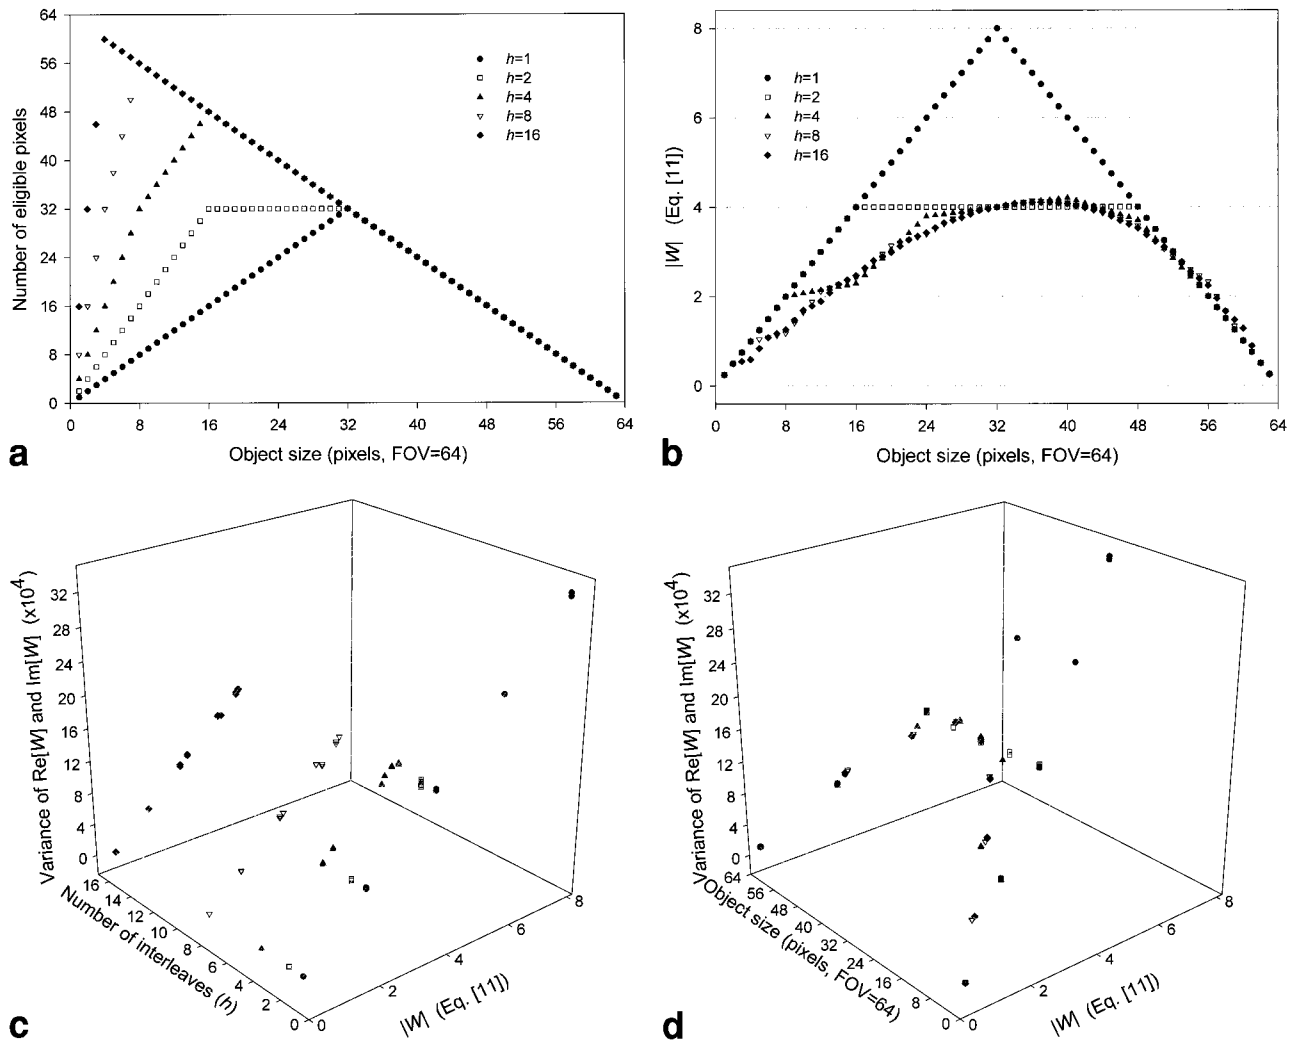 64
56
48
40
32
24
16
8
0
Number of eligible pixels
h=1
h=2
h=4
h=8
h=16
0 8 16 24 32 40 48 56 64
Object size (pixels, FOV=64)
a
8
6
4
2
0
|W| (Eq. [11])
h=1
h=2
h=4
h=8
h=16
0 8 16 24 32 40 48 56 64
Object size (pixels, FOV=64)
b
Variance of Re[W] and Im[W] (x10⁴)
32
28
24
20
16
12
8
4
0
16
14
12
10
8
6
4
2
0
Number of interleaves (h)
0
2
4
6
8
|W| (Eq. [11])
c
Variance of Re[W] and Im[W] (x10⁴)
32
28
24
20
16
12
8
4
0
64
56
48
40
32
24
16
8
0
Object size (pixels, FOV=64)
0
2
4
6
8
|W| (Eq. [11])
d